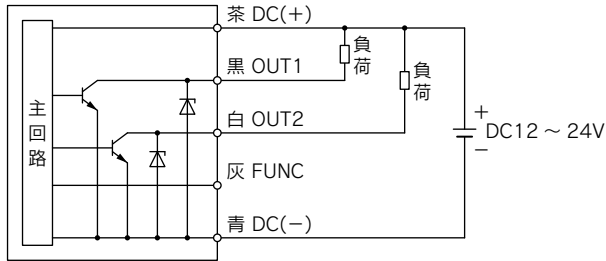 茶 DC(+)
負荷
黒 OUT1
負荷
主回路
白 OUT2
+
DC12 ～ 24V
−
灰 FUNC
青 DC(−)